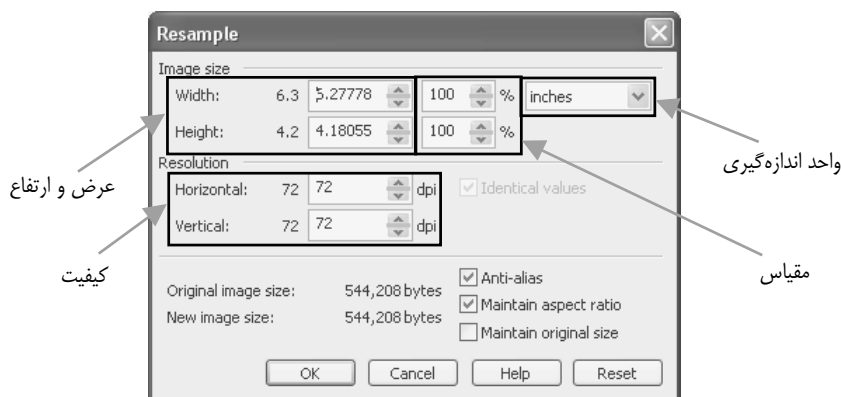 Resample
Image size
Width: 6.3 5.27778 100 % inches
Height: 4.2 4.18055 100 %
Resolution
Horizontal: 72 72 dpi Identical values
Vertical: 72 72 dpi
Original image size: 544,208 bytes
New image size: 544,208 bytes
Anti-alias
Maintain aspect ratio
Maintain original size
OK Cancel Help Reset
واحد اندازه‌گیری
عرض و ارتفاع
کیفیت
مقیاس